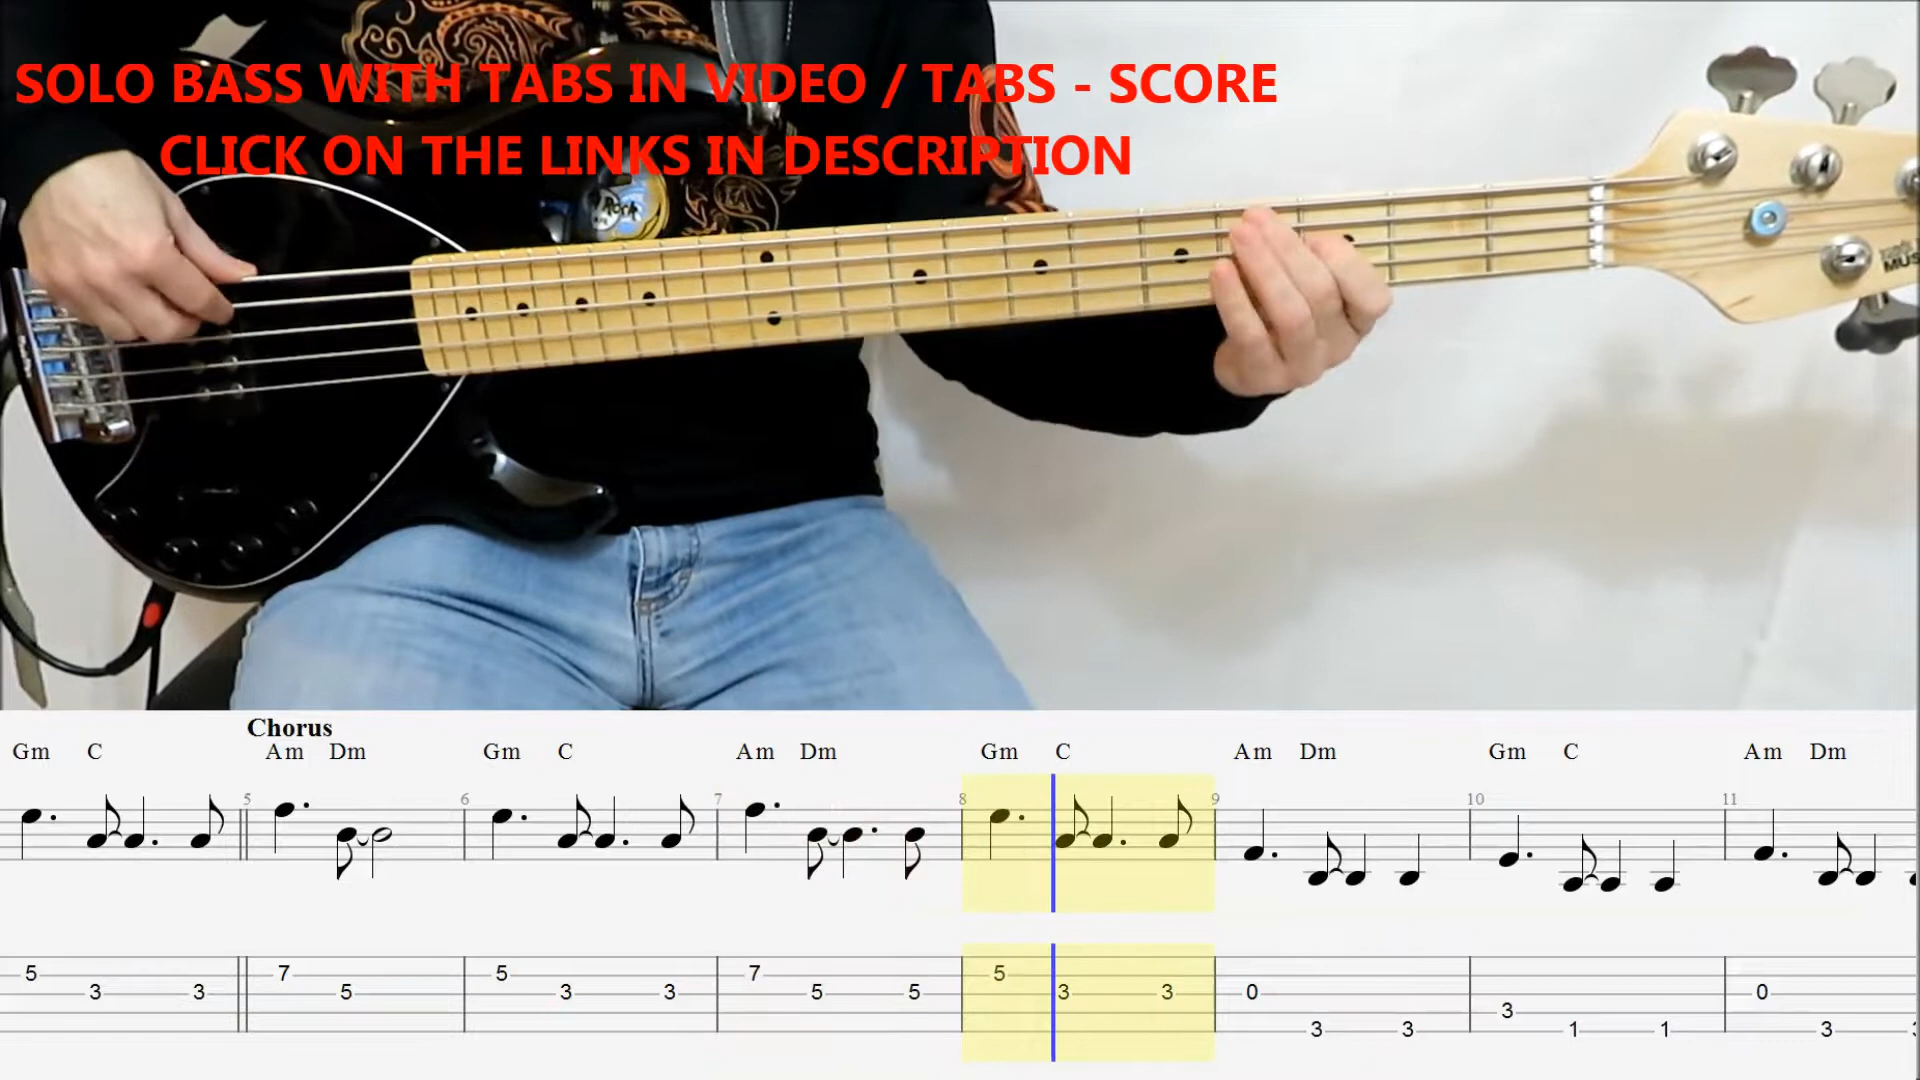 SOLO BASS WITH TABS IN VIDEO / TABS - SCORE
CLICK ON THE LINKS IN DESCRIPTION
Rock
MUS
Chorus
Gm C Am Dm Gm C Am Dm Gm C Am Dm Gm C Am Dm
5 6 7 8 9 10 11
5 7 5 7 5
3 3 5 3 3 5 5 3 3 0 0
3
3 3 1 1 3